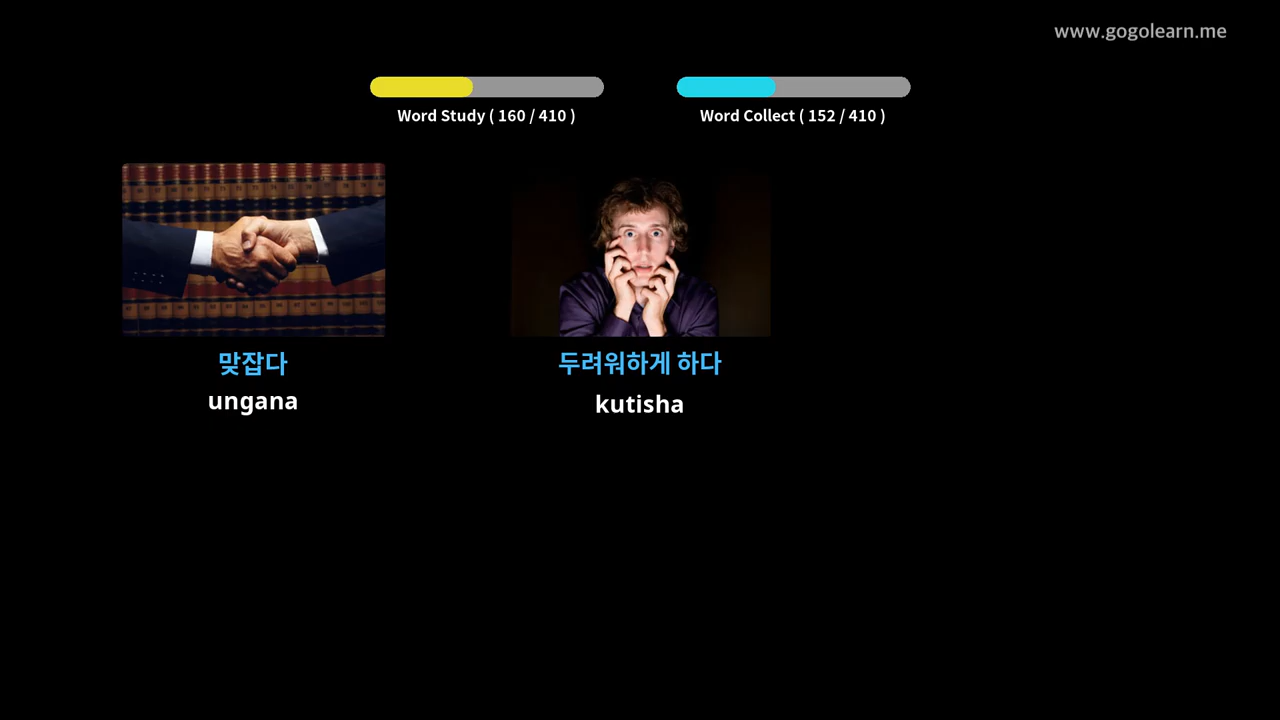 www.gogolearn.me
Word Study ( 160 / 410 )
Word Collect ( 152 / 410 )
맞잡다
ungana
두려워하게 하다
kutisha